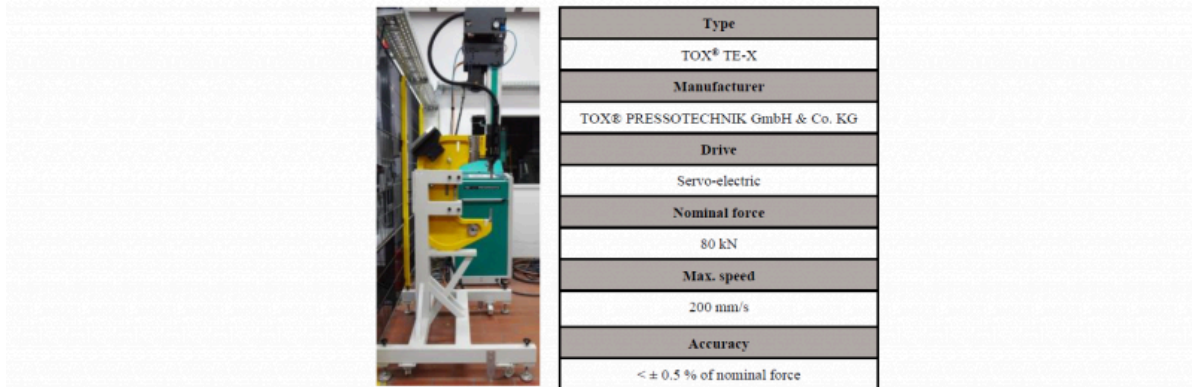 Type
TOX® TE-X
Manufacturer
TOX® PRESSOTECHNIK GmbH & Co. KG
Drive
Servo-electric
Nominal force
80 kN
Max. speed
200 mm/s
Accuracy
< ± 0.5 % of nominal force